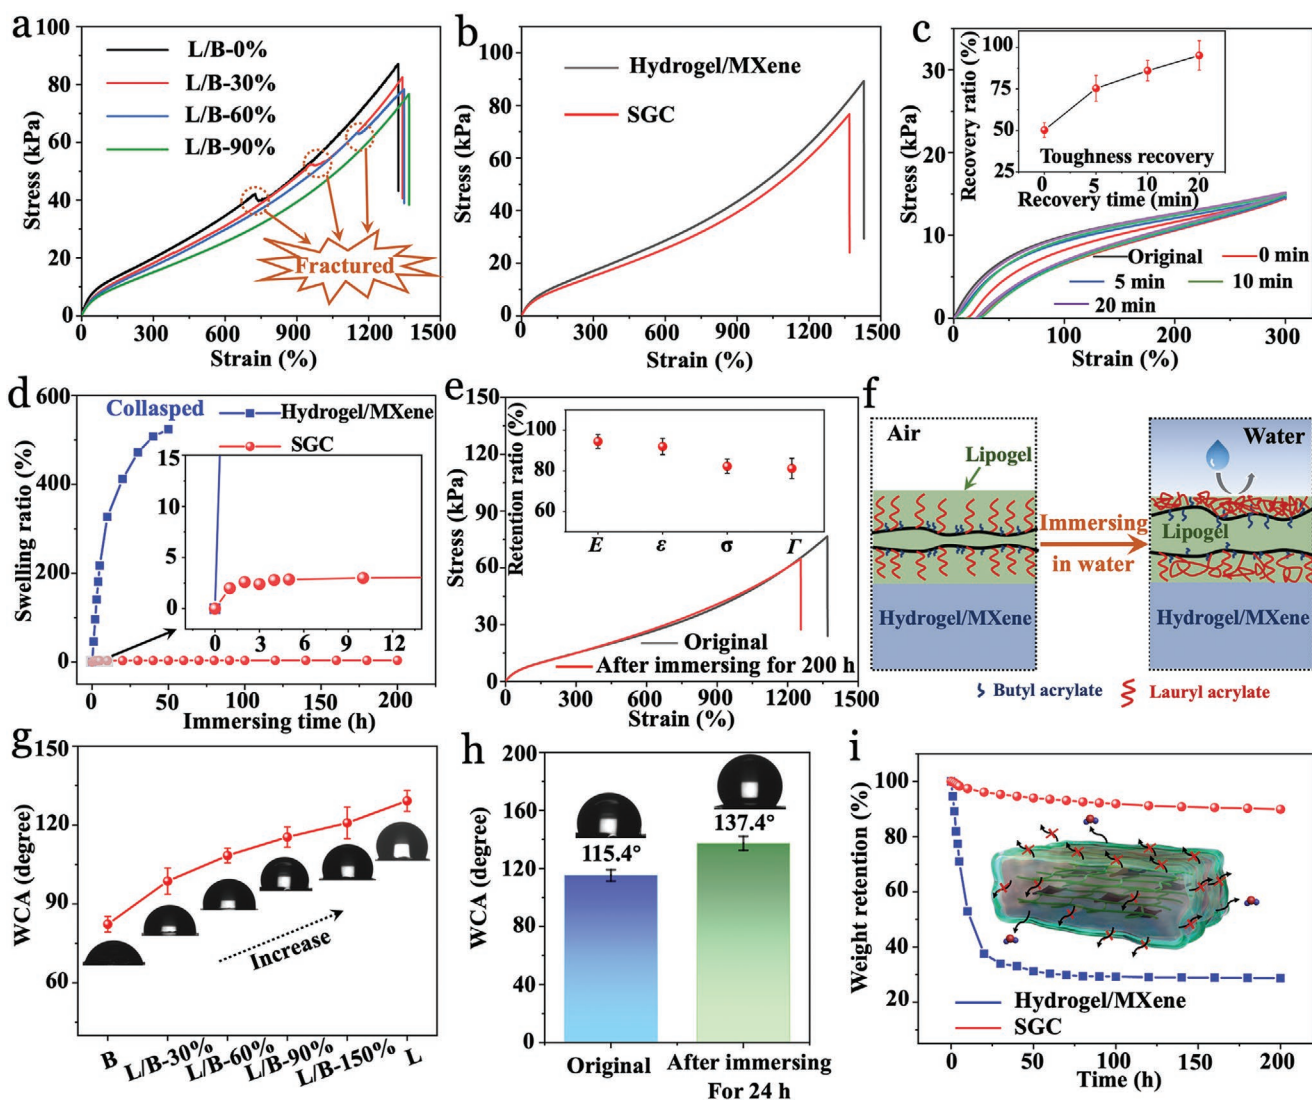 a
L/B-0%
L/B-30%
L/B-60%
L/B-90%
Fractured
Stress (kPa)
100
80
60
40
20
0
0 300 600 900 1200 1500
Strain (%)
b
Hydrogel/MXene
SGC
Stress (kPa)
100
80
60
40
20
0
0 300 600 900 1200 1500
Strain (%)
c
Stress (kPa)
30
20
10
0
0 100 200 300
Strain (%)
Recovery ratio (%)
100
75
50
25
Toughness recovery
0 5 10 20
Recovery time (min)
Original
0 min
5 min
10 min
20 min
d
Collasped
Hydrogel/MXene
SGC
Swelling ratio (%)
600
500
400
300
200
100
0
0 50 100 150 200
Immersing time (h)
15
10
5
0
0 3 6 9 12
e
Stress (kPa)
150
120
90
60
30
0
0 300 600 900 1200 1500
Strain (%)
Retention ratio (%)
100
80
60
E ε σ Γ
Original
After immersing for 200 h
f
Air
Lipogel
Hydrogel/MXene
Immersing
in water
Water
Lipogel
Hydrogel/MXene
Butyl acrylate
Lauryl acrylate
g
WCA (degree)
150
120
90
60
Increase
B
L/B-30%
L/B-60%
L/B-90%
L/B-150%
L
h
WCA (degree)
200
160
120
80
40
0
115.4°
137.4°
Original
After immersing
For 24 h
i
Weight retention (%)
100
80
60
40
20
Hydrogel/MXene
SGC
0 50 100 150 200
Time (h)